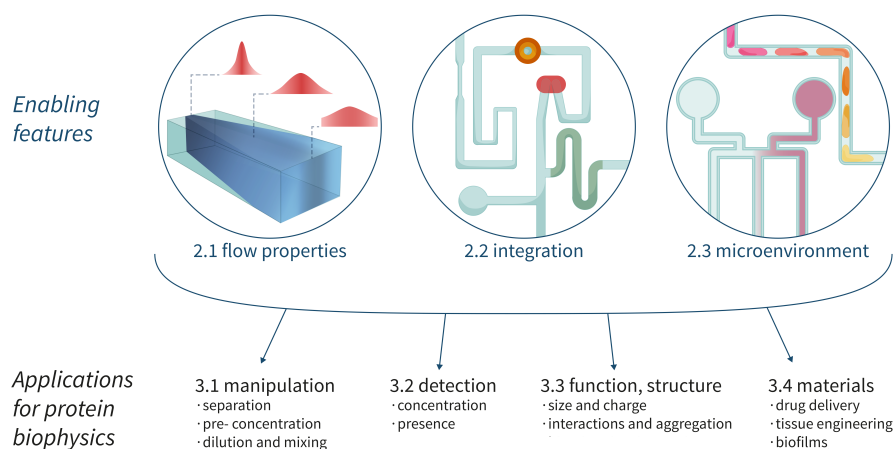 Enabling
features
2.1 flow properties
2.2 integration
2.3 microenvironment
Applications
for protein
biophysics
3.1 manipulation
· separation
· pre- concentration
· dilution and mixing
3.2 detection
· concentration
· presence
3.3 function, structure
· size and charge
· interactions and aggregation
3.4 materials
· drug delivery
· tissue engineering
· biofilms